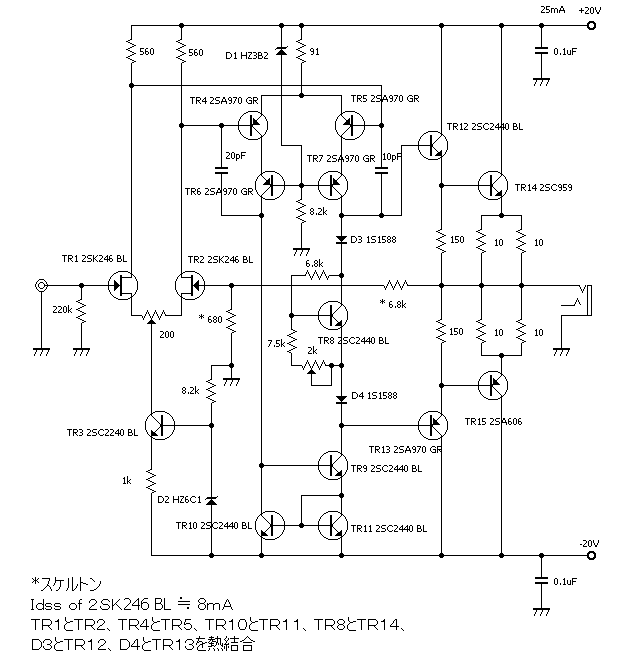 25mA +20V
560 560 D1 HZ3B2 91 0.1uF
TR4 2SA970 GR TR5 2SA970 GR
TR12 2SC2440 BL
20pF TR7 2SA970 GR 10pF
TR6 2SA970 GR TR14 2SC959
8.2k
D3 1S1588 150 10 10
TR1 2SK246 BL TR2 2SK246 BL 6.8k
220k * 680 * 6.8k
200 TR8 2SC2440 BL 150 10 10
7.5k 2k
8.2k D4 1S1588
TR3 2SC2240 BL TR15 2SA606
TR13 2SA970 GR
1k TR9 2SC2440 BL
D2 HZ6C1
TR10 2SC2440 BL TR11 2SC2440 BL
-20V
0.1uF
*スケルトン
Idss of 2SK246 BL ≒ 8mA
TR1とTR2、TR4とTR5、TR10とTR11、TR8とTR14、
D3とTR12、D4とTR13を熱結合